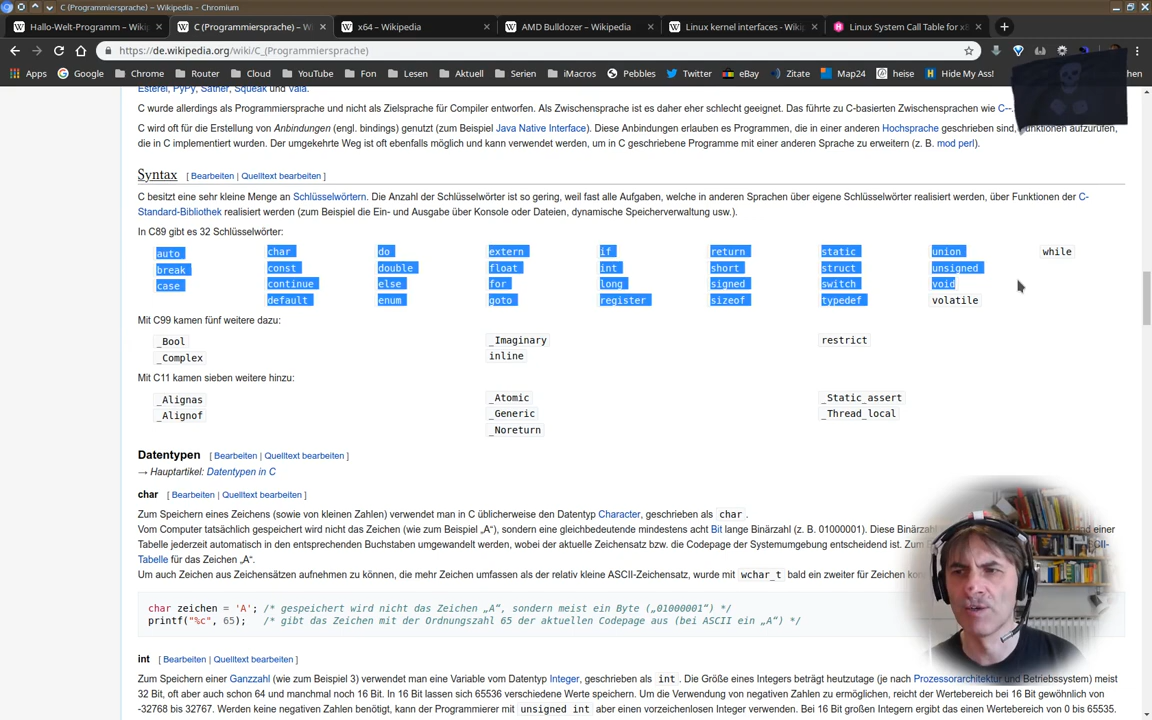 C (Programmiersprache) – Wikipedia - Chromium
Hallo-Welt-Programm – Wiki
C (Programmiersprache) – W
x64 – Wikipedia
AMD Bulldozer – Wikipedia
Linux kernel interfaces - Wiki
Linux System Call Table for x8
https://de.wikipedia.org/wiki/C_(Programmiersprache)
Apps Google Chrome Router Cloud YouTube Fon Lesen Aktuell Serien iMacros Pebbles Twitter eBay Zitate Map24 heise Hide My Ass!
Esterel, PyPy, Sather, Squeak und Vala.
C wurde allerdings als Programmiersprache und nicht als Zielsprache für Compiler entworfen. Als Zwischensprache ist es daher eher schlecht geeignet. Das führte zu C-basierten Zwischensprachen wie C--.
C wird oft für die Erstellung von Anbindungen (engl. bindings) genutzt (zum Beispiel Java Native Interface). Diese Anbindungen erlauben es Programmen, die in einer anderen Hochsprache geschrieben sind, Funktionen aufzurufen,
die in C implementiert wurden. Der umgekehrte Weg ist oft ebenfalls möglich und kann verwendet werden, um in C geschriebene Programme mit einer anderen Sprache zu erweitern (z. B. mod perl).
Syntax [ Bearbeiten | Quelltext bearbeiten ]
C besitzt eine sehr kleine Menge an Schlüsselwörtern. Die Anzahl der Schlüsselwörter ist so gering, weil fast alle Aufgaben, welche in anderen Sprachen über eigene Schlüsselwörter realisiert werden, über Funktionen der C-
Standard-Bibliothek realisiert werden (zum Beispiel die Ein- und Ausgabe über Konsole oder Dateien, dynamische Speicherverwaltung usw.).
In C89 gibt es 32 Schlüsselwörter:
auto char do extern if return static union while
break const double float int short struct unsigned
case continue else for long signed switch void
default enum goto register sizeof typedef volatile
Mit C99 kamen fünf weitere dazu:
_Bool _Imaginary restrict
_Complex inline
Mit C11 kamen sieben weitere hinzu:
_Alignas _Atomic _Static_assert
_Alignof _Generic _Thread_local
_Noreturn
Datentypen [ Bearbeiten | Quelltext bearbeiten ]
→ Hauptartikel: Datentypen in C
char [ Bearbeiten | Quelltext bearbeiten ]
Zum Speichern eines Zeichens (sowie von kleinen Zahlen) verwendet man in C üblicherweise den Datentyp Character, geschrieben als char .
Vom Computer tatsächlich gespeichert wird nicht das Zeichen (wie zum Beispiel „A“), sondern eine gleichbedeutende mindestens acht Bit lange Binärzahl (z. B. 01000001). Diese Binärza einer
Tabelle jederzeit automatisch in den entsprechenden Buchstaben umgewandelt werden, wobei der aktuelle Zeichensatz bzw. die Codepage der Systemumgebung entscheidend ist. Zum
Tabelle für das Zeichen „A“.
Um auch Zeichen aus Zeichensätzen aufnehmen zu können, die mehr Zeichen umfassen als der relativ kleine ASCII-Zeichensatz, wurde mit wchar_t bald ein zweiter für Zeichen
char zeichen = 'A'; /* gespeichert wird nicht das Zeichen „A“, sondern meist ein Byte („01000001“) */
printf("%c", 65); /* gibt das Zeichen mit der Ordnungszahl 65 der aktuellen Codepage aus (bei ASCII ein „A“) */
int [ Bearbeiten | Quelltext bearbeiten ]
Zum Speichern einer Ganzzahl (wie zum Beispiel 3) verwendet man eine Variable vom Datentyp Integer, geschrieben als int . Die Größe eines Integers beträgt heutzutage (je nach Prozessorarchitektur und Betriebssystem) meist
32 Bit, oft aber auch schon 64 und manchmal noch 16 Bit. In 16 Bit lassen sich 65536 verschiedene Werte speichern. Um die Verwendung von negativen Zahlen zu ermöglichen, reicht der Wertebereich bei 16 Bit gewöhnlich von
-32768 bis 32767. Werden keine negativen Zahlen benötigt, kann der Programmierer mit unsigned int aber einen vorzeichenlosen Integer verwenden. Bei 16 Bit großen Integern ergibt das einen Wertebereich von 0 bis 65535.